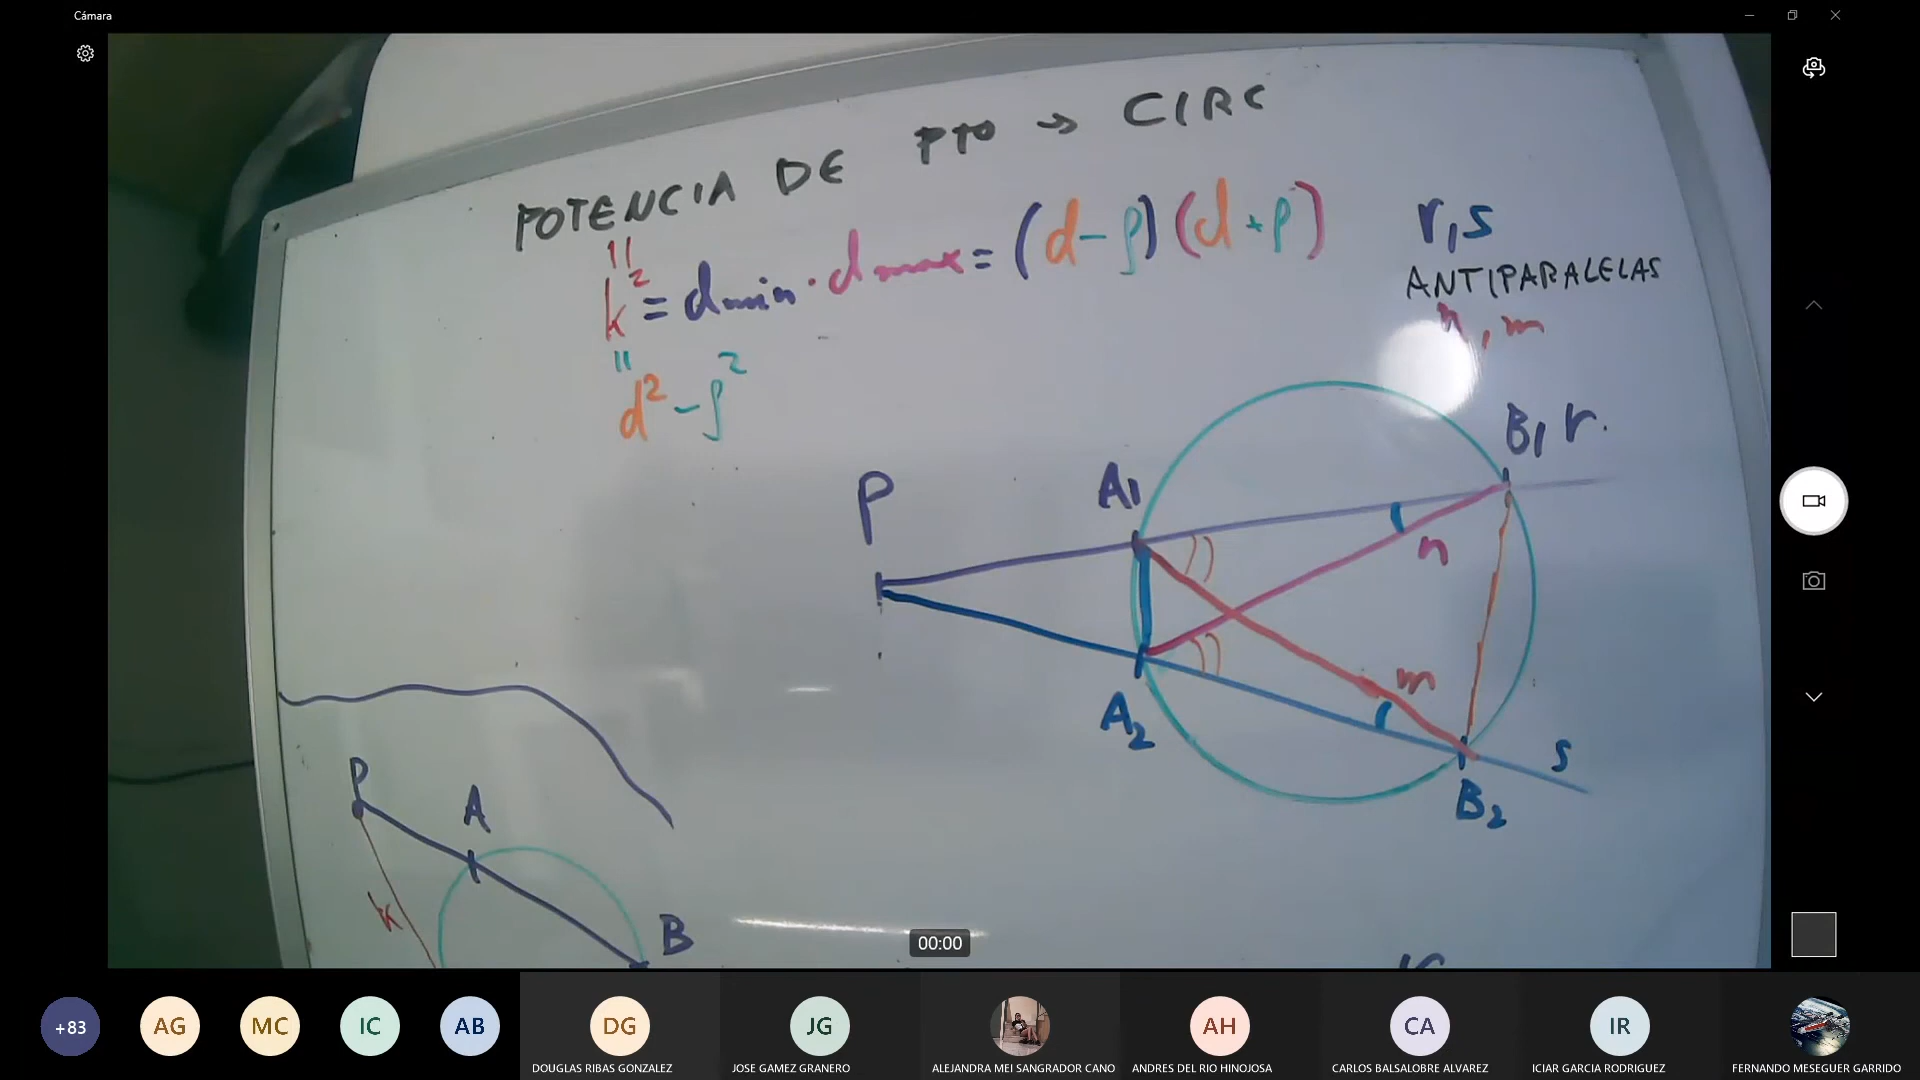 Cámara
POTENCIA DE PTO → CIRC
"
k² = dmin · dmax = (d-ρ)(d+ρ)
"
d² - ρ²
r, s
ANTIPARALELAS
n, m
P
A1
B1 r.
n
m
A2
B2
s
P
A
k
B
00:00
+83
AG
MC
IC
AB
DG
JG
AH
CA
IR
DOUGLAS RIBAS GONZALEZ
JOSE GAMEZ GRANERO
ALEJANDRA MEI SANGRADOR CANO
ANDRES DEL RIO HINOJOSA
CARLOS BALSALOBRE ALVAREZ
ICIAR GARCIA RODRIGUEZ
FERNANDO MESEGUER GARRIDO